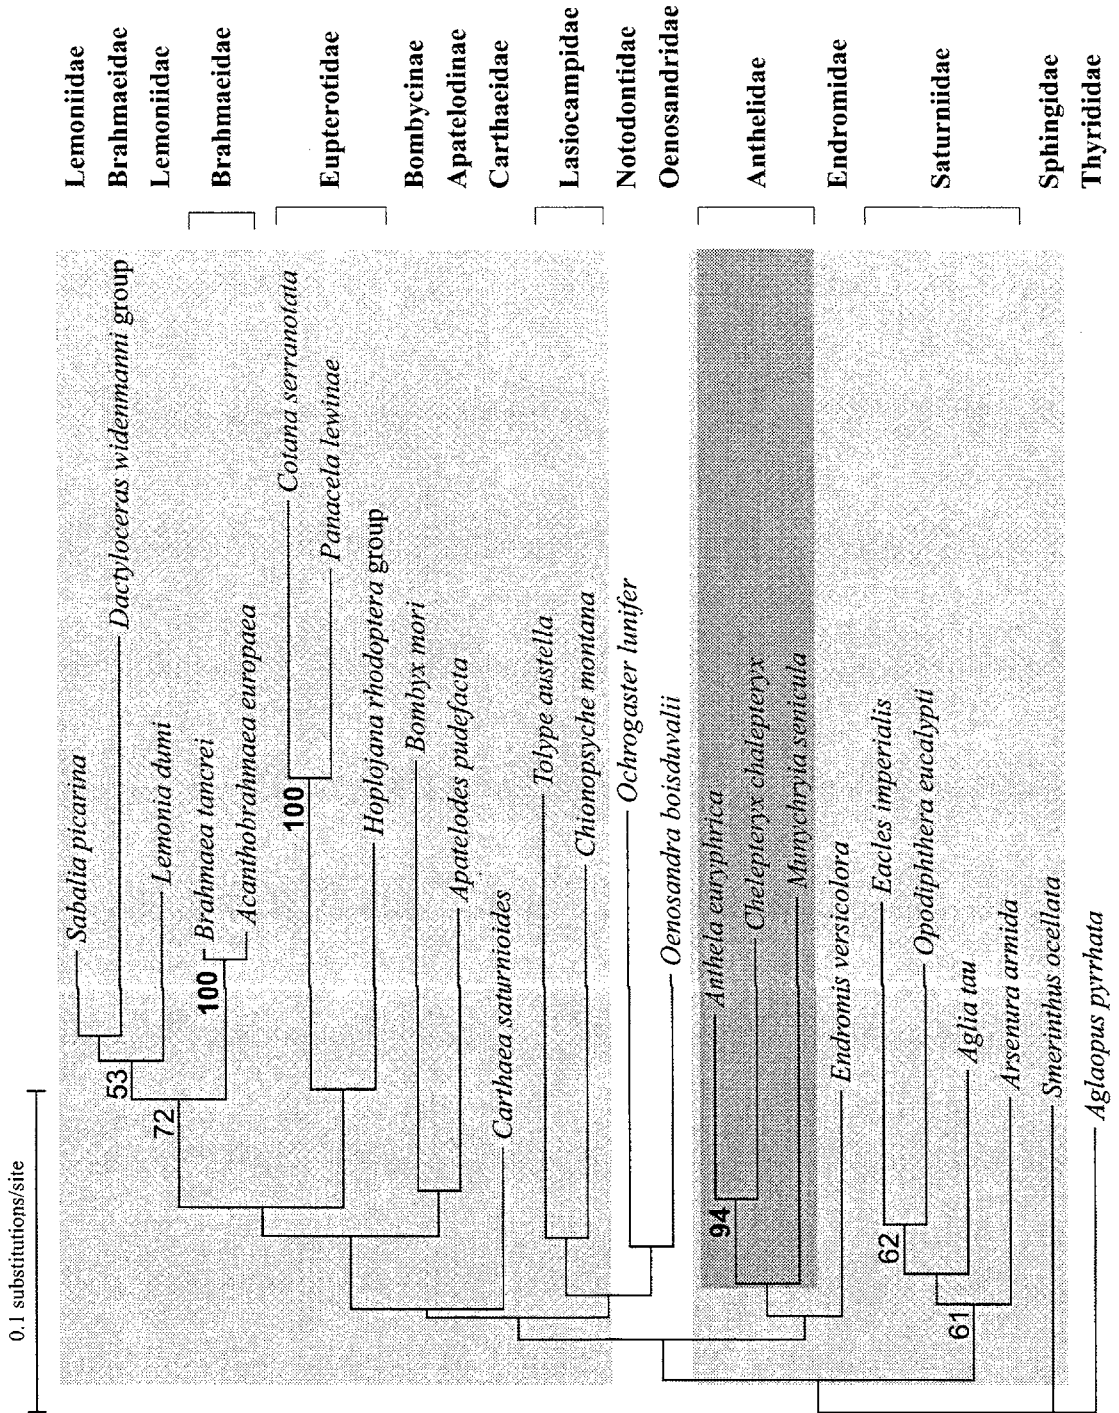 0.1 substitutions/site
Sabalia picarina
Lemoniidae
Dactyloceras widenmanni group
Brahmaeidae
53
Lemonia dumi
Lemoniidae
72
Brahmaea tancrei
100
Acanthobrahmaea europaea
Brahmaeidae
Cotana serranotata
100
Panacela lewinae
Eupterotidae
Hoplojana rhodoptera group
Bombyx mori
Bombycinae
Apatelodes pudefacta
Apatelodinae
Carthaea saturnioides
Carthaeidae
Tolype austella
Lasiocampidae
Chionopsyche montana
Ochrogaster lunifer
Notodontidae
Oenosandra boisduvalii
Oenosandridae
Anthela euryphrica
94
Chelepteryx chalepteryx
Anthelidae
Munychryia senicula
Endromis versicolora
Endromidae
Eacles imperialis
62
Opodiphthera eucalypti
Saturniidae
Aglia tau
61
Arsenura armida
Smerinthus ocellata
Sphingidae
Aglaopus pyrrhata
Thyrididae